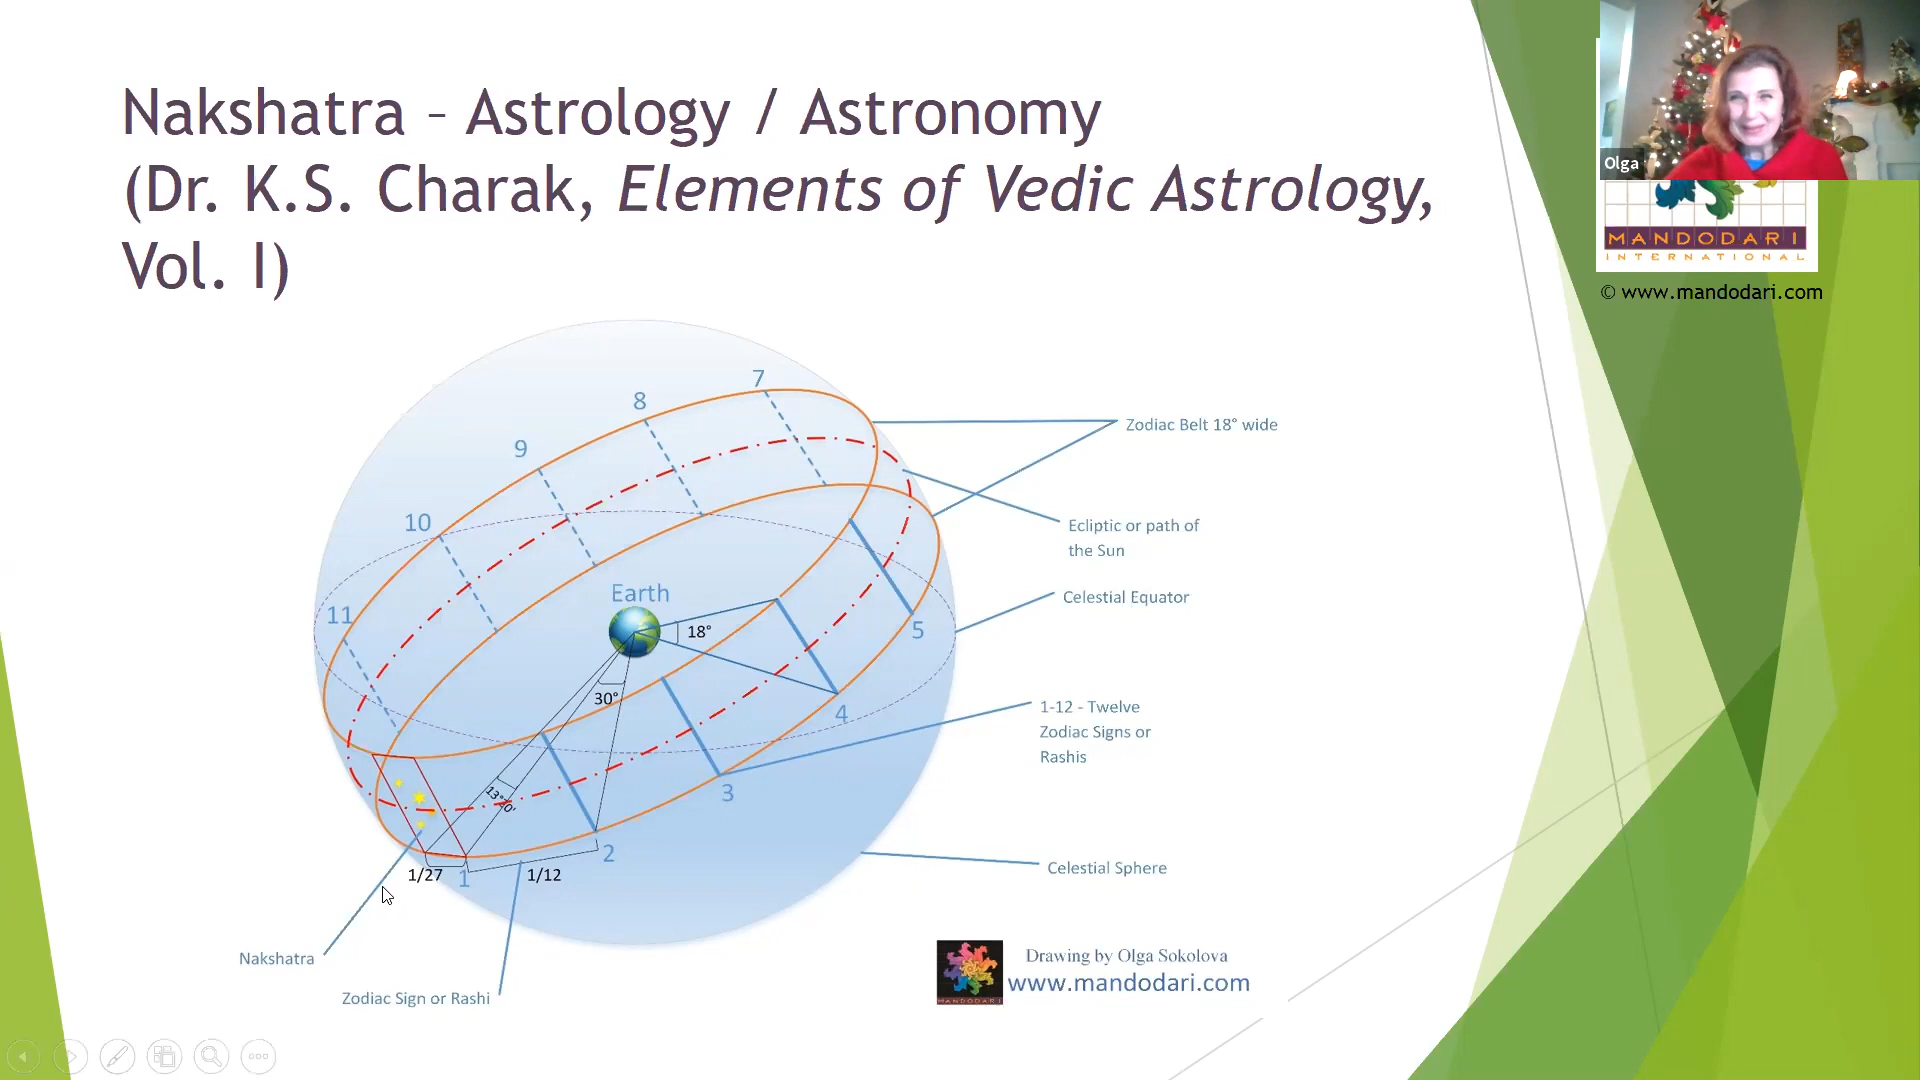 Nakshatra – Astrology / Astronomy
(Dr. K.S. Charak, Elements of Vedic Astrology,
Vol. I)
Olga
MANDODARI
INTERNATIONAL
© www.mandodari.com
7
8
9
10
11
Zodiac Belt 18° wide
Ecliptic or path of
the Sun
Celestial Equator
Earth
18°
30°
5
4
1-12 - Twelve
Zodiac Signs or
Rashis
3
13°20'
2
1/27
1
1/12
Celestial Sphere
Nakshatra
Zodiac Sign or Rashi
MANDODARI
Drawing by Olga Sokolova
www.mandodari.com